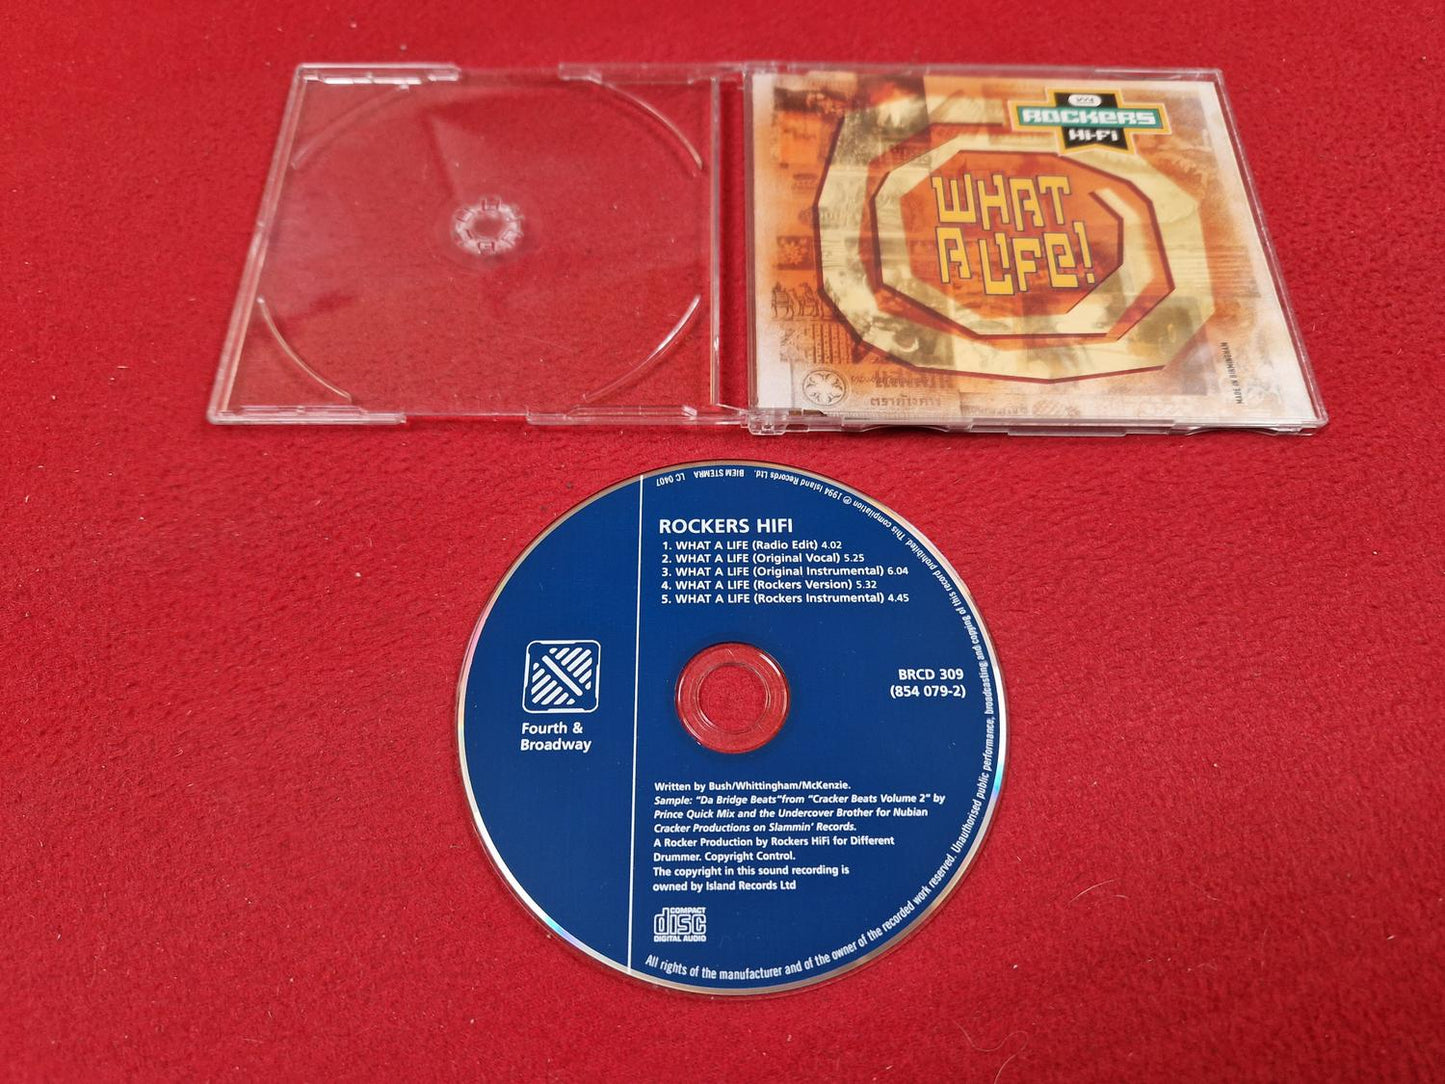 ROCKERS
Hi-Fi
WHAT
A LIFE!
MADE IN BIRMINGHAM
ROCKERS HIFI
1. WHAT A LIFE (Radio Edit) 4.02
2. WHAT A LIFE (Original Vocal) 5.25
3. WHAT A LIFE (Original Instrumental) 6.04
4. WHAT A LIFE (Rockers Version) 5.32
5. WHAT A LIFE (Rockers Instrumental) 4.45
BRCD 309
(854 079-2)
Fourth &
Broadway
Written by Bush/Whittingham/McKenzie.
Sample: "Da Bridge Beats"from "Cracker Beats Volume 2" by
Prince Quick Mix and the Undercover Brother for Nubian
Cracker Productions on Slammin' Records.
A Rocker Production by Rockers HiFi for Different
Drummer. Copyright Control.
The copyright in this sound recording is
owned by Island Records Ltd
COMPACT
disc
DIGITAL AUDIO
All rights of the manufacturer and of the owner of the recorded work reserved. Unauthorised public performance, broadcasting and copying of this record prohibited. This compilation ℗ 1994 Island Records Ltd. BIEM STEMRA LC 0407